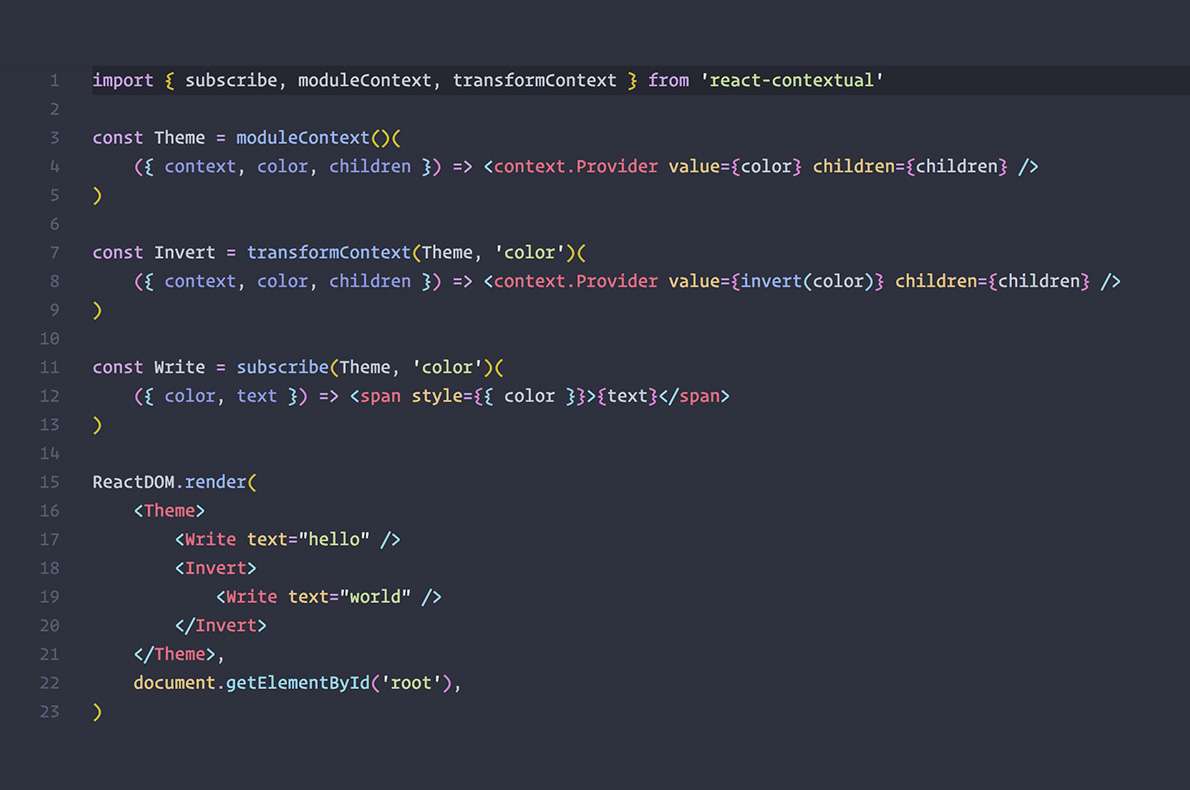 1 import { subscribe, moduleContext, transformContext } from 'react-contextual'
2
3 const Theme = moduleContext()(
4     ({ context, color, children }) => <context.Provider value={color} children={children} />
5 )
6
7 const Invert = transformContext(Theme, 'color')(
8     ({ context, color, children }) => <context.Provider value={invert(color)} children={children} />
9 )
10
11 const Write = subscribe(Theme, 'color')(
12     ({ color, text }) => <span style={{ color }}>{text}</span>
13 )
14
15 ReactDOM.render(
16     <Theme>
17         <Write text="hello" />
18         <Invert>
19             <Write text="world" />
20         </Invert>
21     </Theme>,
22     document.getElementById('root'),
23 )